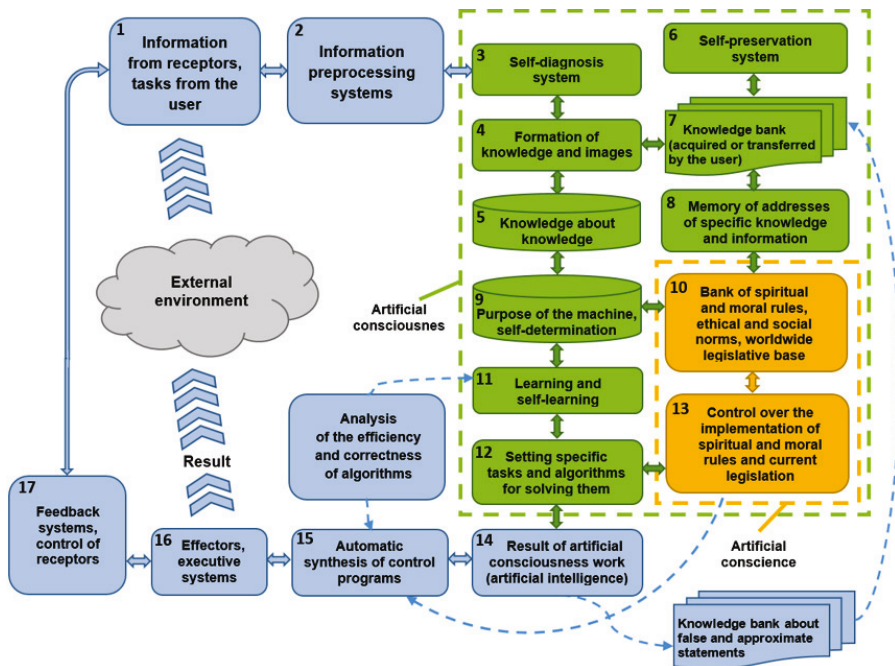 1
Information
from receptors,
tasks from the
user
2
Information
preprocessing
systems
3
Self-diagnosis
system
6
Self-preservation
system
4
Formation of
knowledge and images
7
Knowledge bank
(acquired or transferred
by the user)
5
Knowledge about
knowledge
8
Memory of addresses
of specific knowledge
and information
External
environment
Artificial
consciousnes
9
Purpose of the machine,
self-determination
10
Bank of spiritual
and moral rules,
ethical and social
norms, worldwide
legislative base
11
Learning and
self-learning
Analysis
of the efficiency
and correctness
of algorithms
13
Control over the
implementation of
spiritual and moral
rules and current
legislation
12
Setting specific
tasks and algorithms
for solving them
Result
17
Feedback
systems,
control of
receptors
16
Effectors,
executive
systems
15
Automatic
synthesis of control
programs
14
Result of artificial
consciousness work
(artificial intelligence)
Artificial
conscience
Knowledge bank about
false and approximate
statements